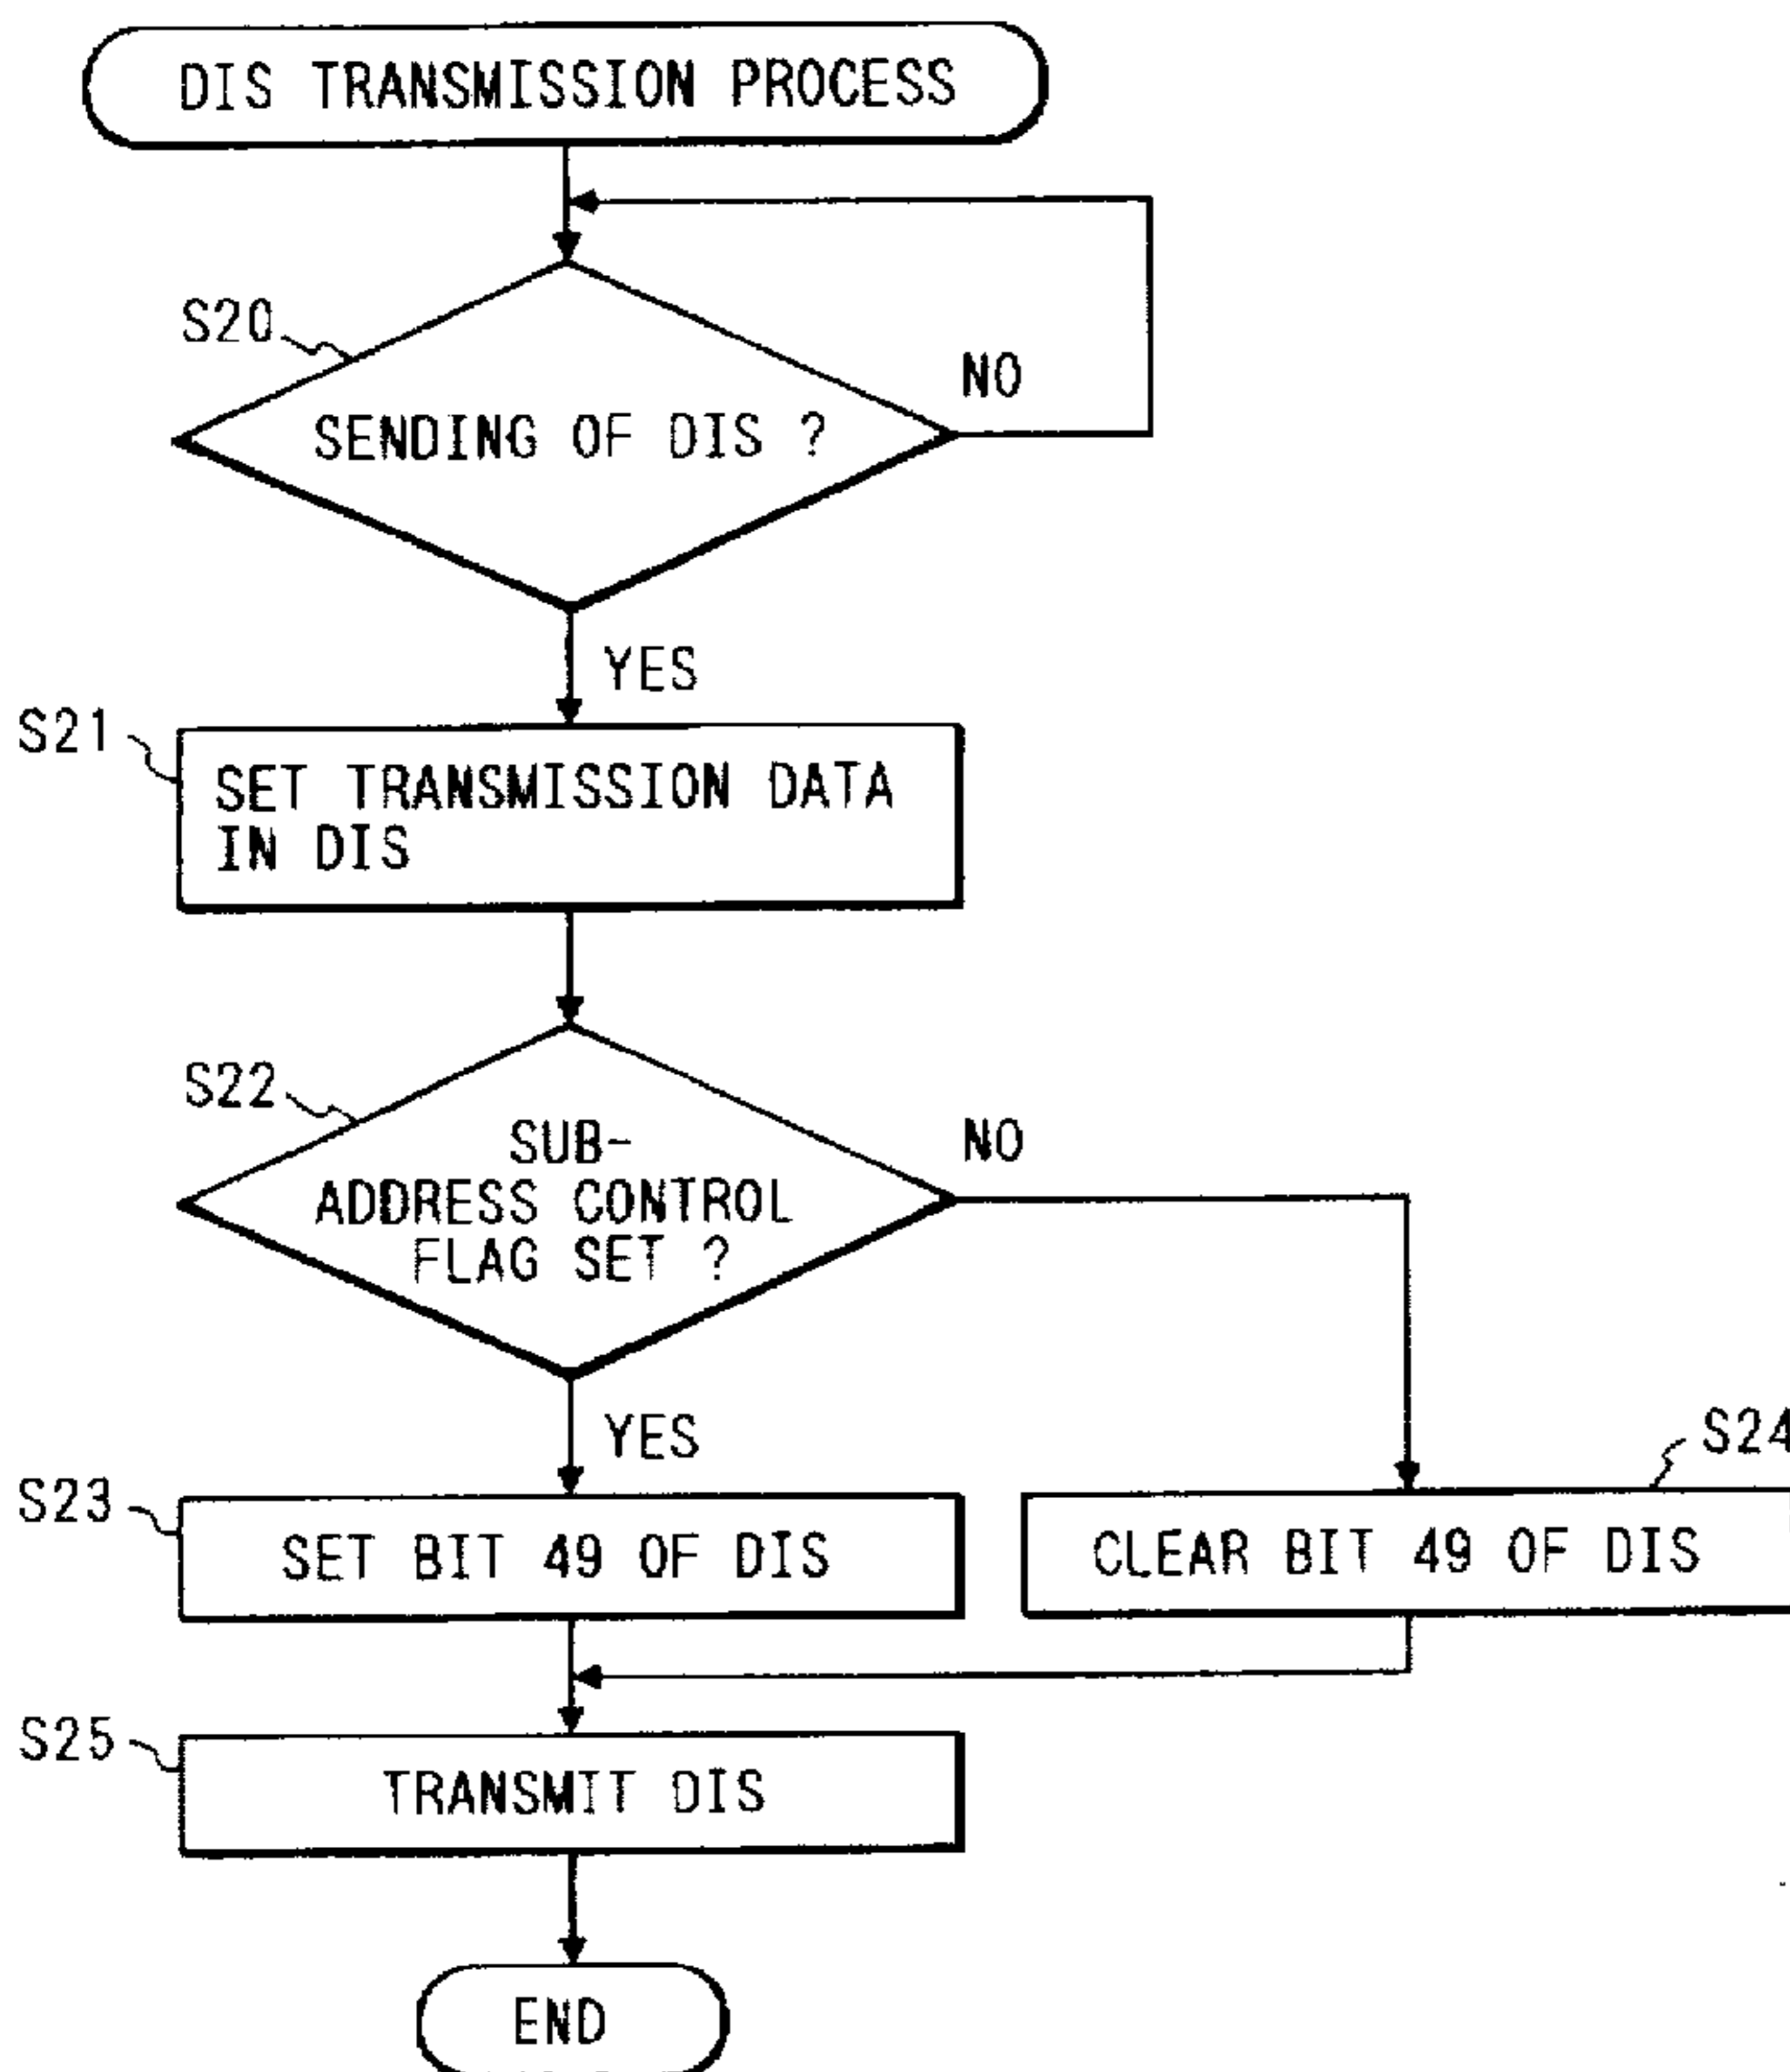 DIS TRANSMISSION PROCESS
S20
SENDING OF DIS ?
NO
YES
S21
SET TRANSMISSION DATA
IN DIS
S22
SUB-
ADDRESS CONTROL
FLAG SET ?
NO
YES
S23
SET BIT 49 OF DIS
S24
CLEAR BIT 49 OF DIS
S25
TRANSMIT DIS
END